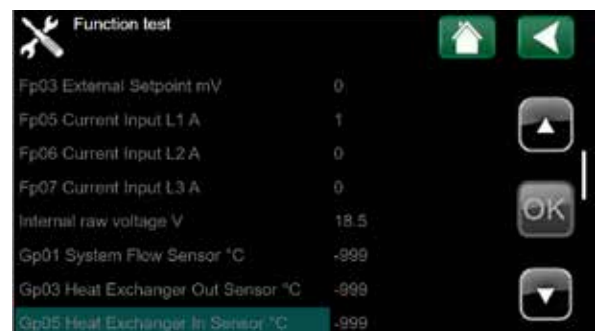 Function test
Fp03 External Setpoint mV 0
Fp05 Current Input L1 A 1
Fp06 Current Input L2 A 0
Fp07 Current Input L3 A 0
OK
Internal raw voltage V 18.5
Gp01 System Flow Sensor °C -999
Gp03 Heat Exchanger Out Sensor °C -999
Gp05 Heat Exchanger In Sensor °C -999